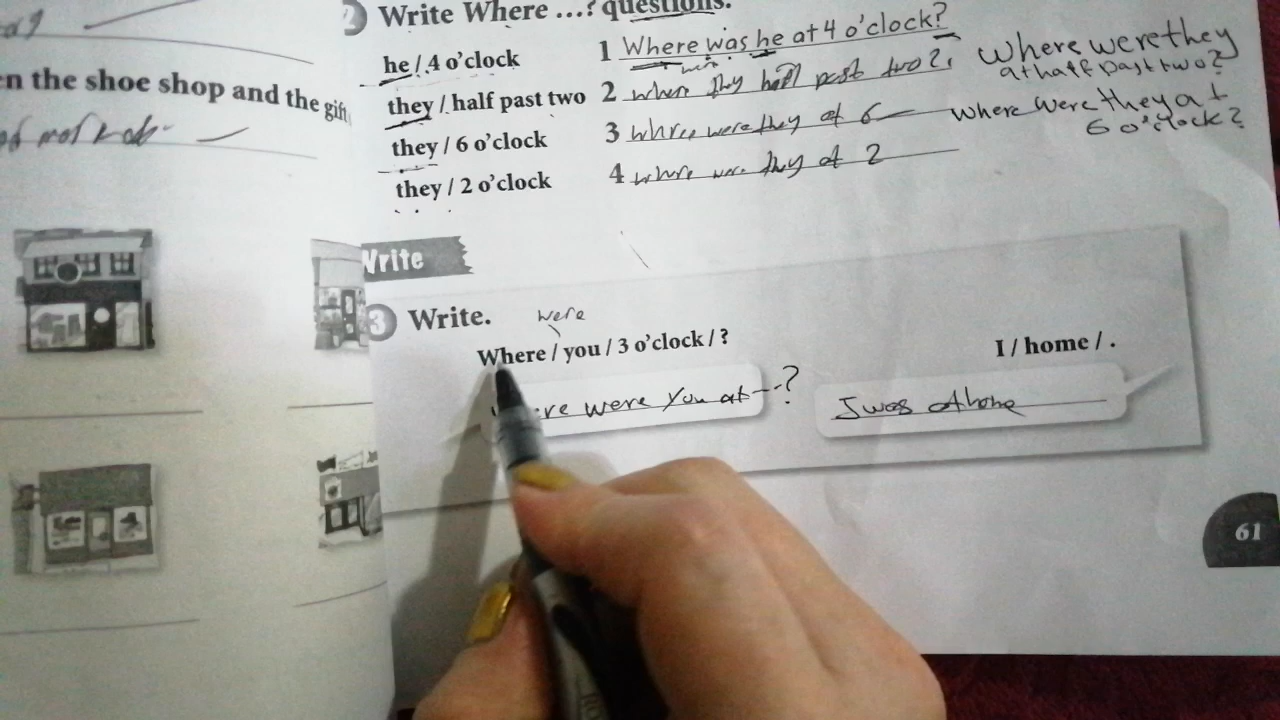 2 Write Where ...? questions.
he / 4 o'clock 1 Where was he at 4 o'clock?
en the shoe shop and the gift
they / half past two 2 where they half past two?
were
where were they
at half past two?
they / 6 o'clock 3 were they at 6
where were they at
6 o'clock?
they / 2 o'clock 4 where were they at 2
Write
3 Write.
were
Where / you / 3 o'clock / ?
I / home / .
were you at ---?
I was at home
61